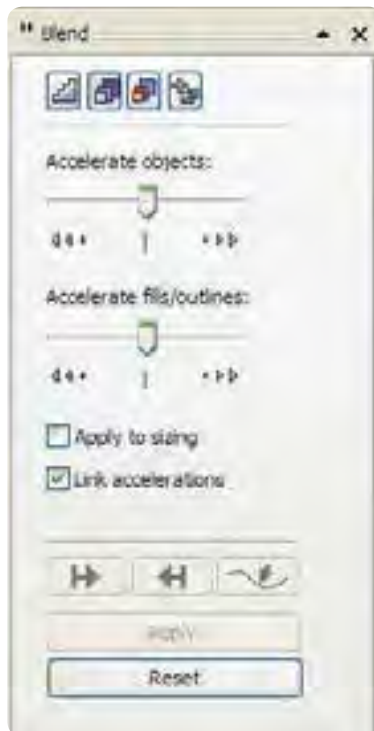 Blend
Accelerate objects:
Accelerate fills/outlines:
Apply to sizing
Link accelerations
Apply
Reset